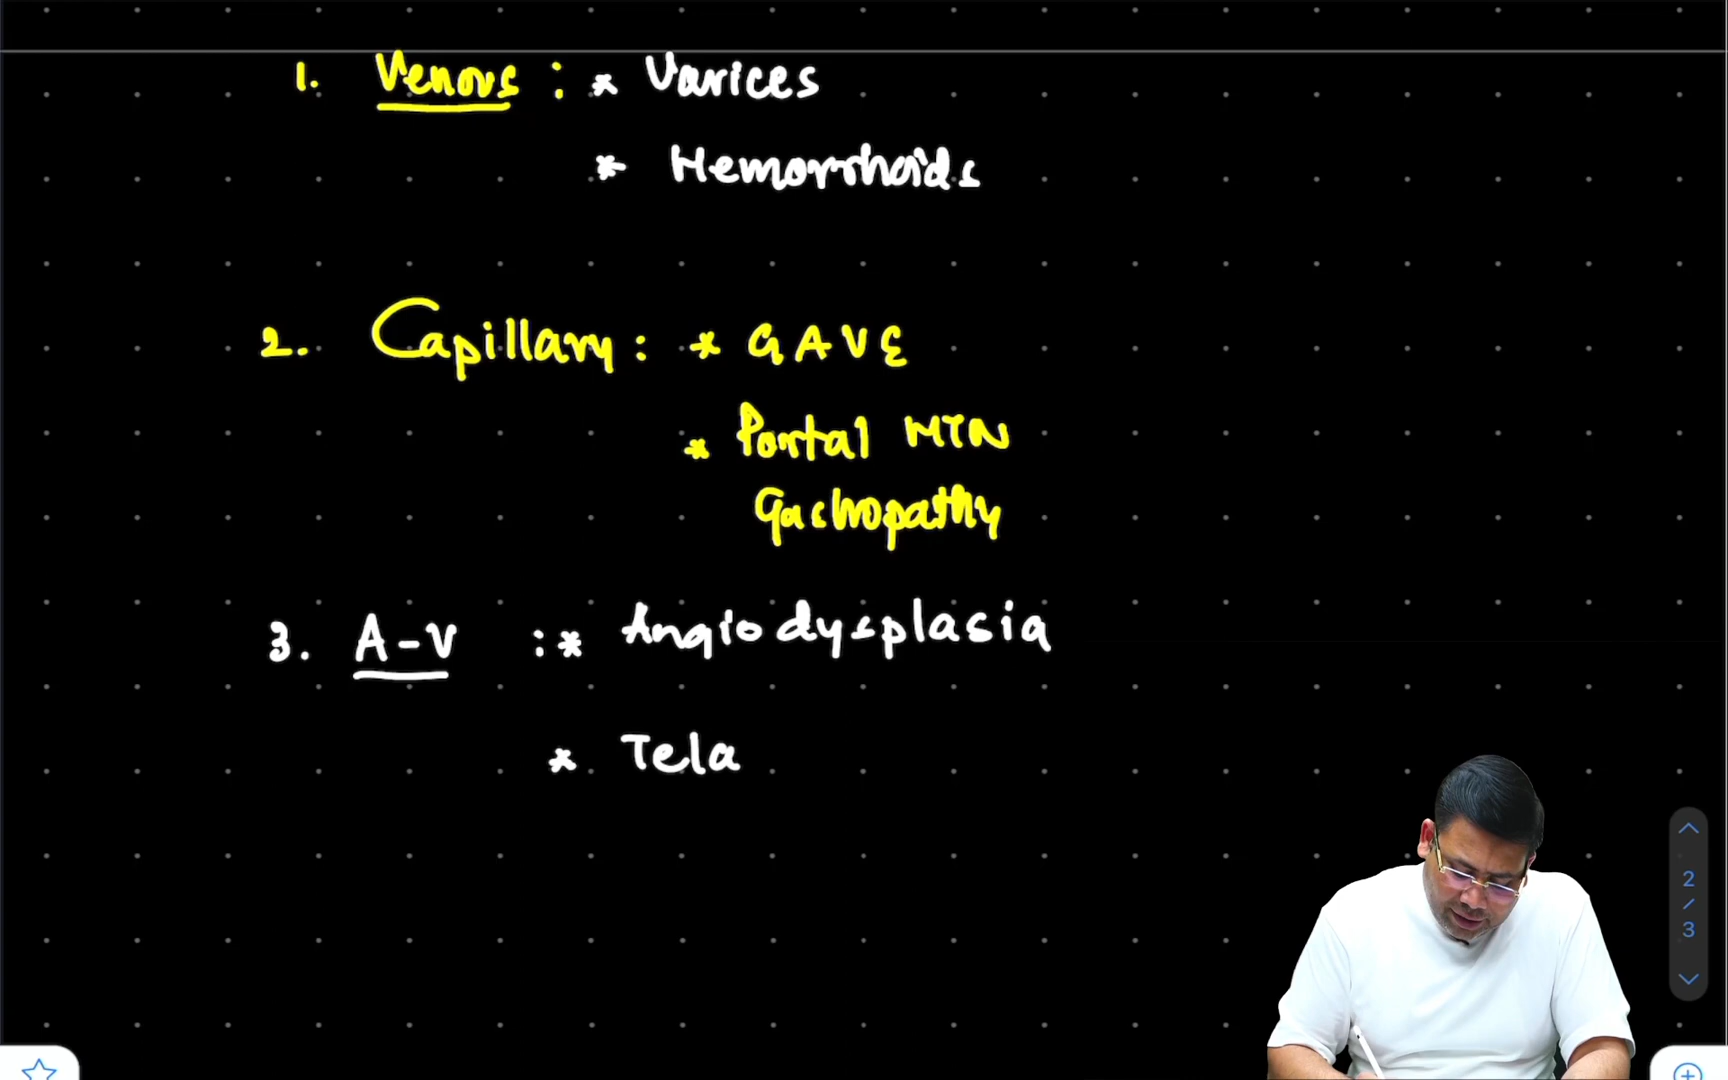 1. Venous : * Varices
* Hemorrhoids
2. Capillary : * GAVE
* Portal HTN
Gastropathy
3. A-V : * Angiodysplasia
* Tela
2
/
3